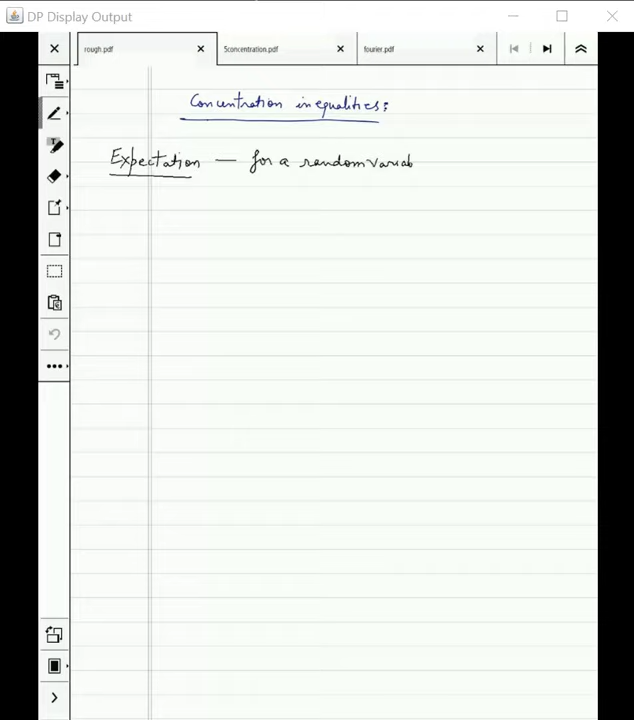 DP Display Output
rough.pdf
5concentration.pdf
fourier.pdf
Concentration inequalities:
Expectation — for a random variab